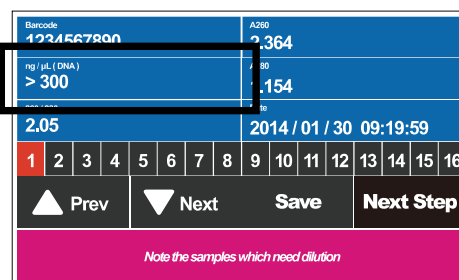 Barcode A260
1234567890 2.364
ng / µL ( DNA )
> 300 .154
2.05 2014 / 01 / 30 09:19:59
1 2 3 4 5 6 7 8 9 10 11 12 13 14 15 16
Prev Next Save Next Step
Note the samples which need dilution